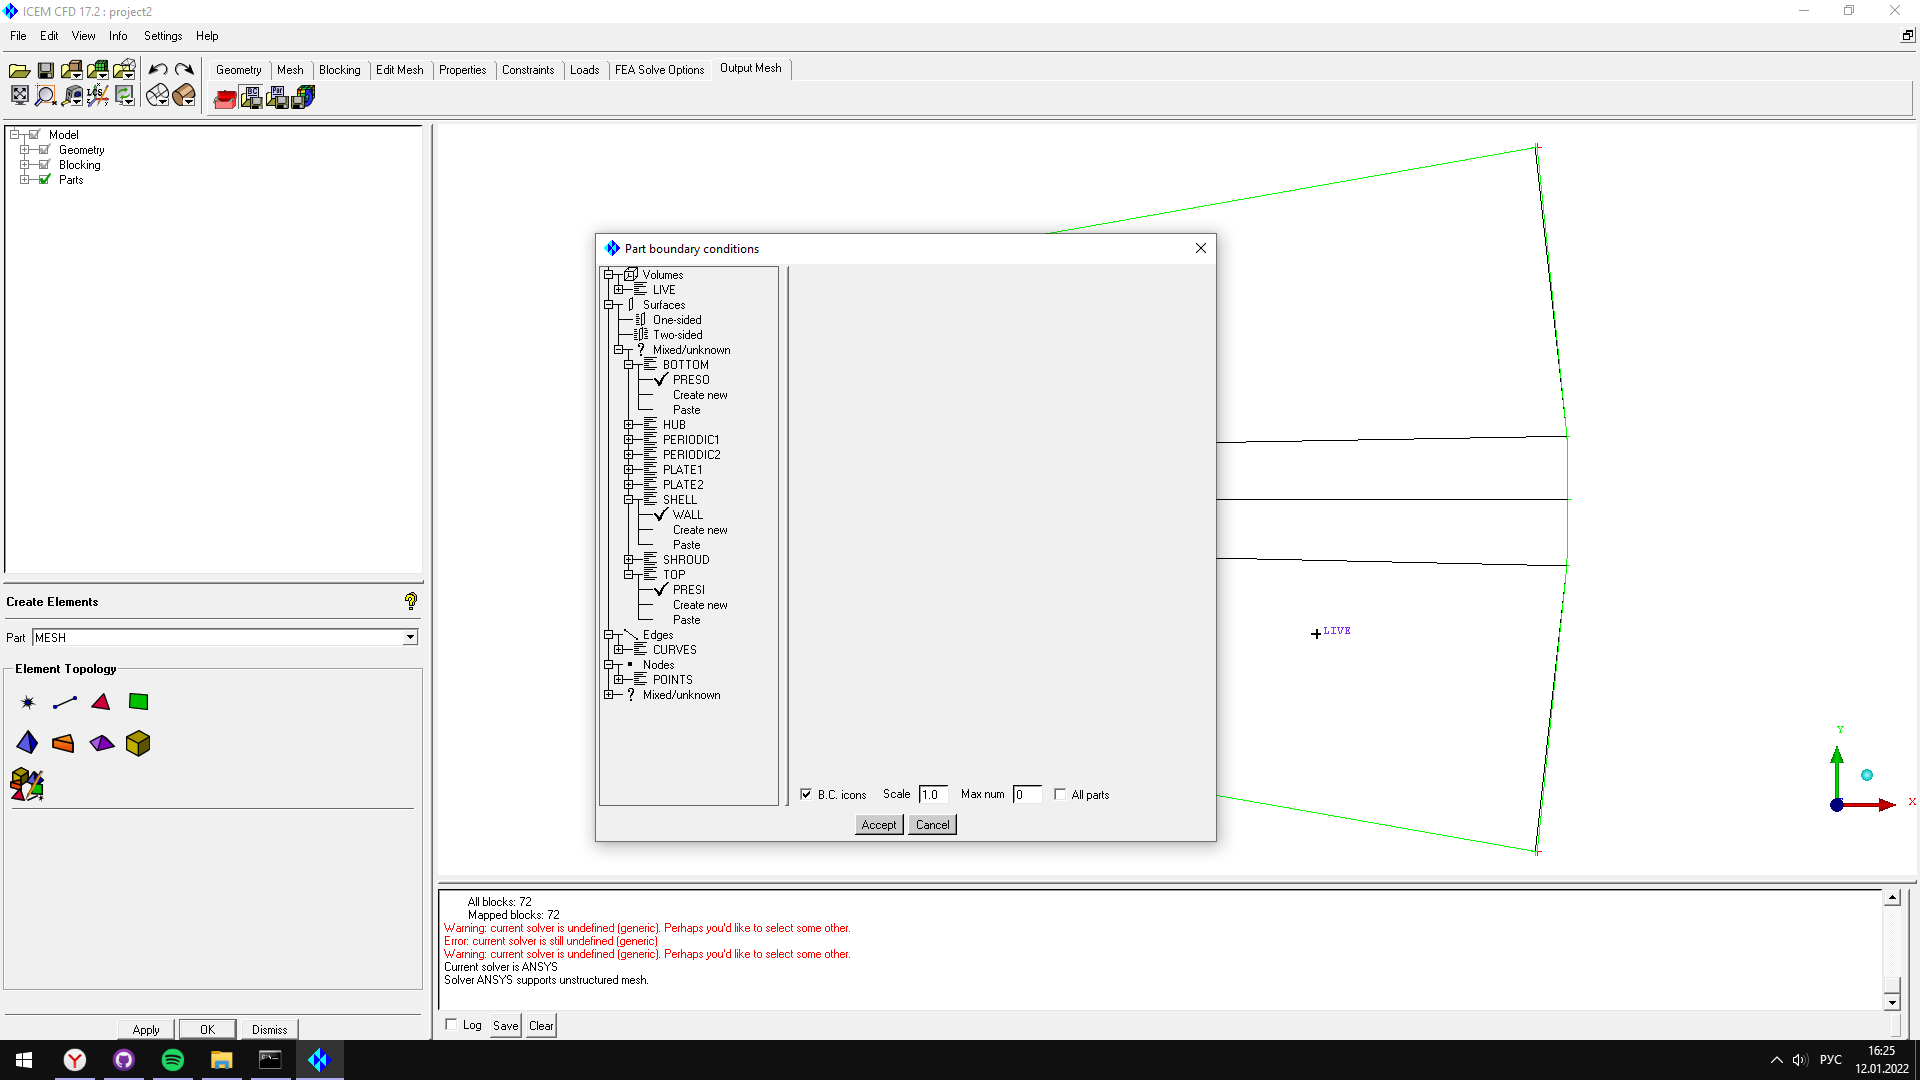 ICEM CFD 17.2 : project2
File Edit View Info Settings Help
Geometry Mesh Blocking Edit Mesh Properties Constraints Loads FEA Solve Options Output Mesh
LCS
BC
Par
Model
Geometry
Blocking
Parts
Create Elements
Part MESH
Element Topology
Apply OK Dismiss
Part boundary conditions
Volumes
LIVE
Surfaces
One-sided
Two-sided
Mixed/unknown
BOTTOM
PRESO
Create new
Paste
HUB
PERIODIC1
PERIODIC2
PLATE1
PLATE2
SHELL
WALL
Create new
Paste
SHROUD
TOP
PRESI
Create new
Paste
Edges
CURVES
Nodes
POINTS
Mixed/unknown
B.C. icons Scale 1.0 Max num 0 All parts
Accept Cancel
LIVE
Y
X
All blocks: 72
Mapped blocks: 72
Warning: current solver is undefined (generic). Perhaps you'd like to select some other.
Error: current solver is still undefined (generic)
Warning: current solver is undefined (generic). Perhaps you'd like to select some other.
Current solver is ANSYS
Solver ANSYS supports unstructured mesh.
Log Save Clear
РУС
16:25
12.01.2022